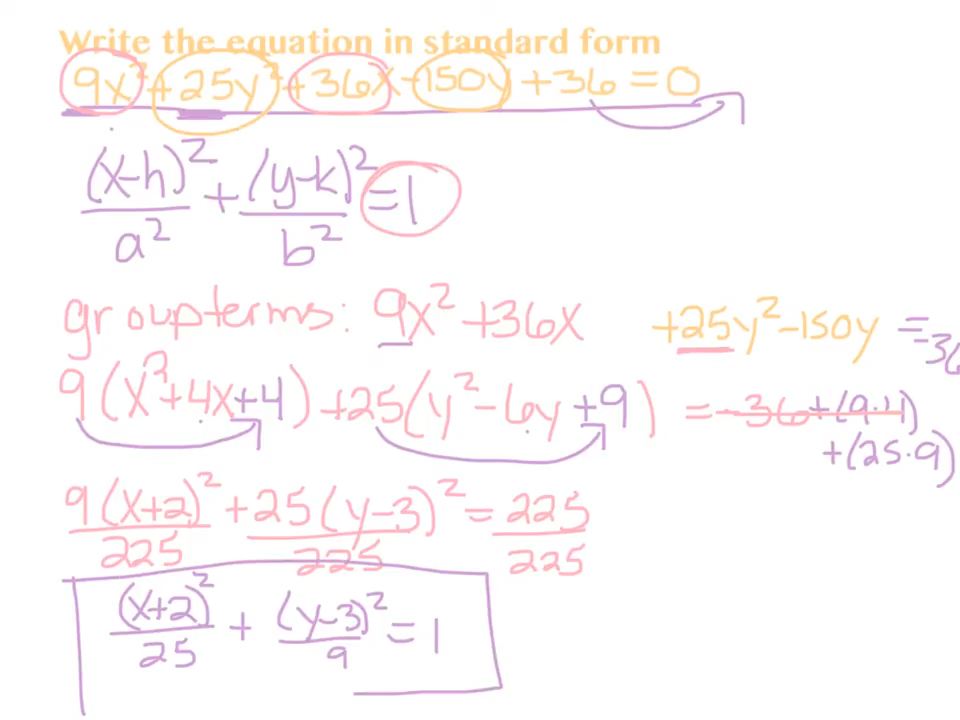 Write the equation in standard form
9x² + 25y² + 36x - 150y + 36 = 0
(x-h)²/a² + (y-k)²/b² = 1
group terms: 9x² + 36x + 25y² - 150y = -36
9(x² + 4x + 4) + 25(y² - 6y + 9) = -36 + (9·4)
+ (25·9)
9(x+2)²/225 + 25(y-3)²/225 = 225/225
(x+2)²/25 + (y-3)²/9 = 1